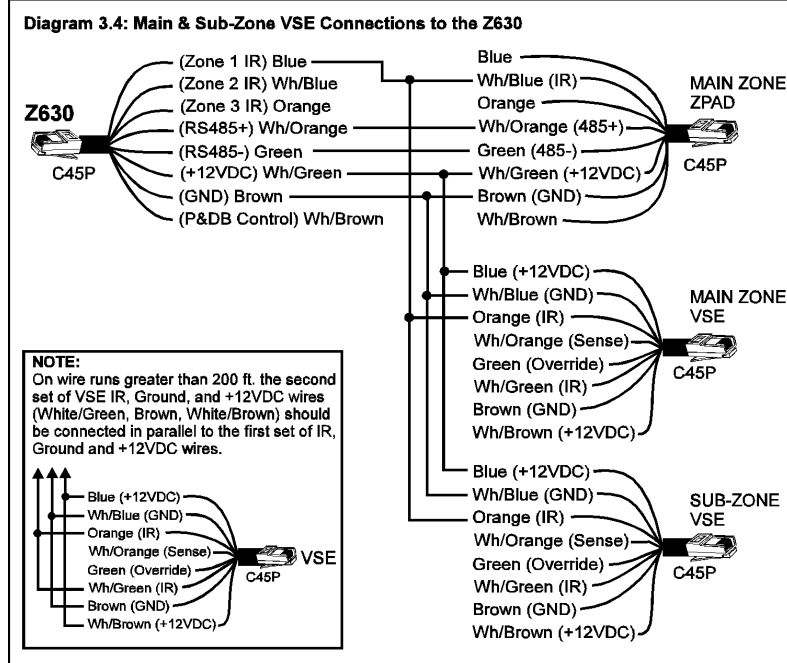 Diagram 3.4: Main & Sub-Zone VSE Connections to the Z630
Z630
C45P
(Zone 1 IR) Blue
(Zone 2 IR) Wh/Blue
(Zone 3 IR) Orange
(RS485+) Wh/Orange
(RS485-) Green
(+12VDC) Wh/Green
(GND) Brown
(P&DB Control) Wh/Brown
Blue
Wh/Blue (IR)
Orange
Wh/Orange (485+)
Green (485-)
Wh/Green (+12VDC)
Brown (GND)
Wh/Brown
MAIN ZONE
ZPAD
C45P
Blue (+12VDC)
Wh/Blue (GND)
Orange (IR)
Wh/Orange (Sense)
Green (Override)
Wh/Green (IR)
Brown (GND)
Wh/Brown (+12VDC)
MAIN ZONE
VSE
C45P
Blue (+12VDC)
Wh/Blue (GND)
Orange (IR)
Wh/Orange (Sense)
Green (Override)
Wh/Green (IR)
Brown (GND)
Wh/Brown (+12VDC)
SUB-ZONE
VSE
C45P
NOTE:
On wire runs greater than 200 ft. the second
set of VSE IR, Ground, and +12VDC wires
(White/Green, Brown, White/Brown) should
be connected in parallel to the first set of IR,
Ground and +12VDC wires.
Blue (+12VDC)
Wh/Blue (GND)
Orange (IR)
Wh/Orange (Sense)
Green (Override)
Wh/Green (IR)
Brown (GND)
Wh/Brown (+12VDC)
VSE
C45P